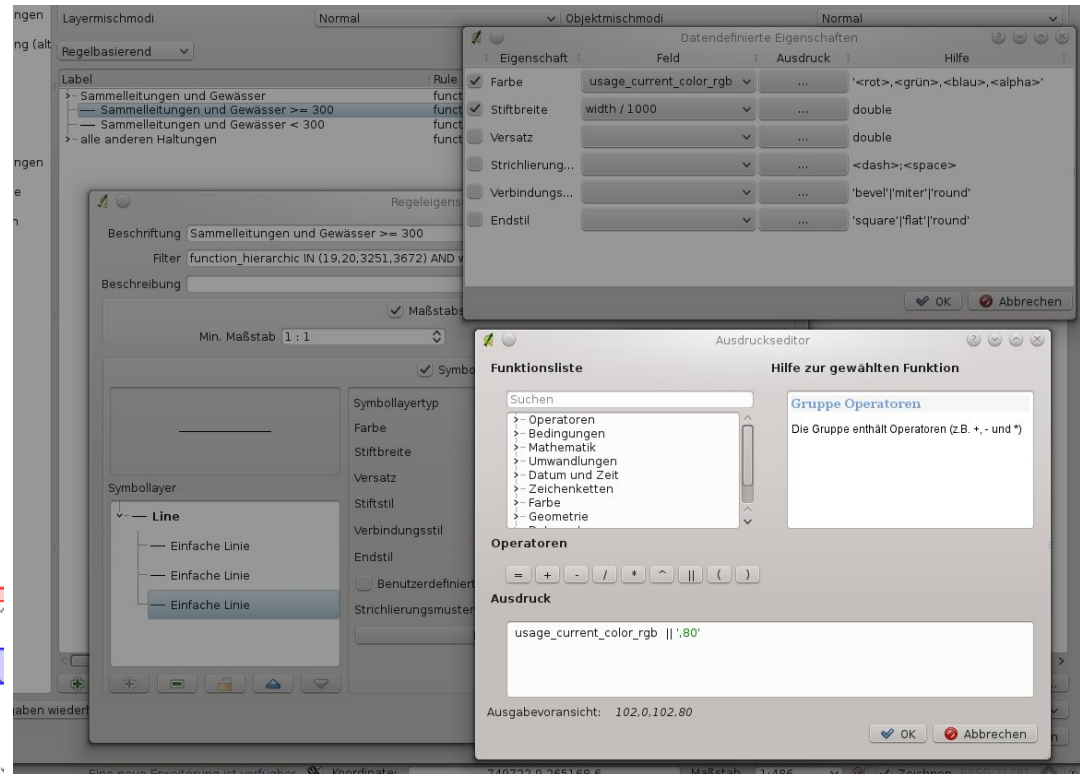 ngen
Layermischmodi
Normal
Objektmischmodi
Normal
ng (alt
Regelbasierend
Label
Rule
Sammelleitungen und Gewässer
funct
Sammelleitungen und Gewässer >= 300
funct
Sammelleitungen und Gewässer < 300
funct
alle anderen Haltungen
funct
ngen
e
n
Datendefinierte Eigenschaften
Eigenschaft
Feld
Ausdruck
Hilfe
Farbe
usage_current_color_rgb
...
'<rot>,<grün>,<blau>,<alpha>'
Stiftbreite
width / 1000
...
double
Versatz
...
double
Strichlierung...
...
<dash>;<space>
Verbindungs...
...
'bevel'|'miter'|'round'
Endstil
...
'square'|'flat'|'round'
OK
Abbrechen
Regeleigens
Beschriftung
Sammelleitungen und Gewässer >= 300
Filter
function_hierarchic IN (19,20,3251,3672) AND
Beschreibung
Maßstabs
Min. Maßstab
1 : 1
Symbo
Symbollayertyp
Farbe
Stiftbreite
Versatz
Stiftstil
Verbindungsstil
Endstil
Benutzerdefiniert
Strichlierungsmuster
Symbollayer
Line
Einfache Linie
Einfache Linie
Einfache Linie
Ausdruckseditor
Funktionsliste
Hilfe zur gewählten Funktion
Suchen
Operatoren
Bedingungen
Mathematik
Umwandlungen
Datum und Zeit
Zeichenketten
Farbe
Geometrie
Gruppe Operatoren
Die Gruppe enthält Operatoren (z.B. +, - und *)
Operatoren
= + - / * ^ || ( )
Ausdruck
usage_current_color_rgb || ',80'
Ausgabevoransicht: 102,0,102,80
OK
Abbrechen
aben wiederh
Eine neue Erweiterung ist verfügbar
Koordinate:
Maßstab
1:486
Zeichnen